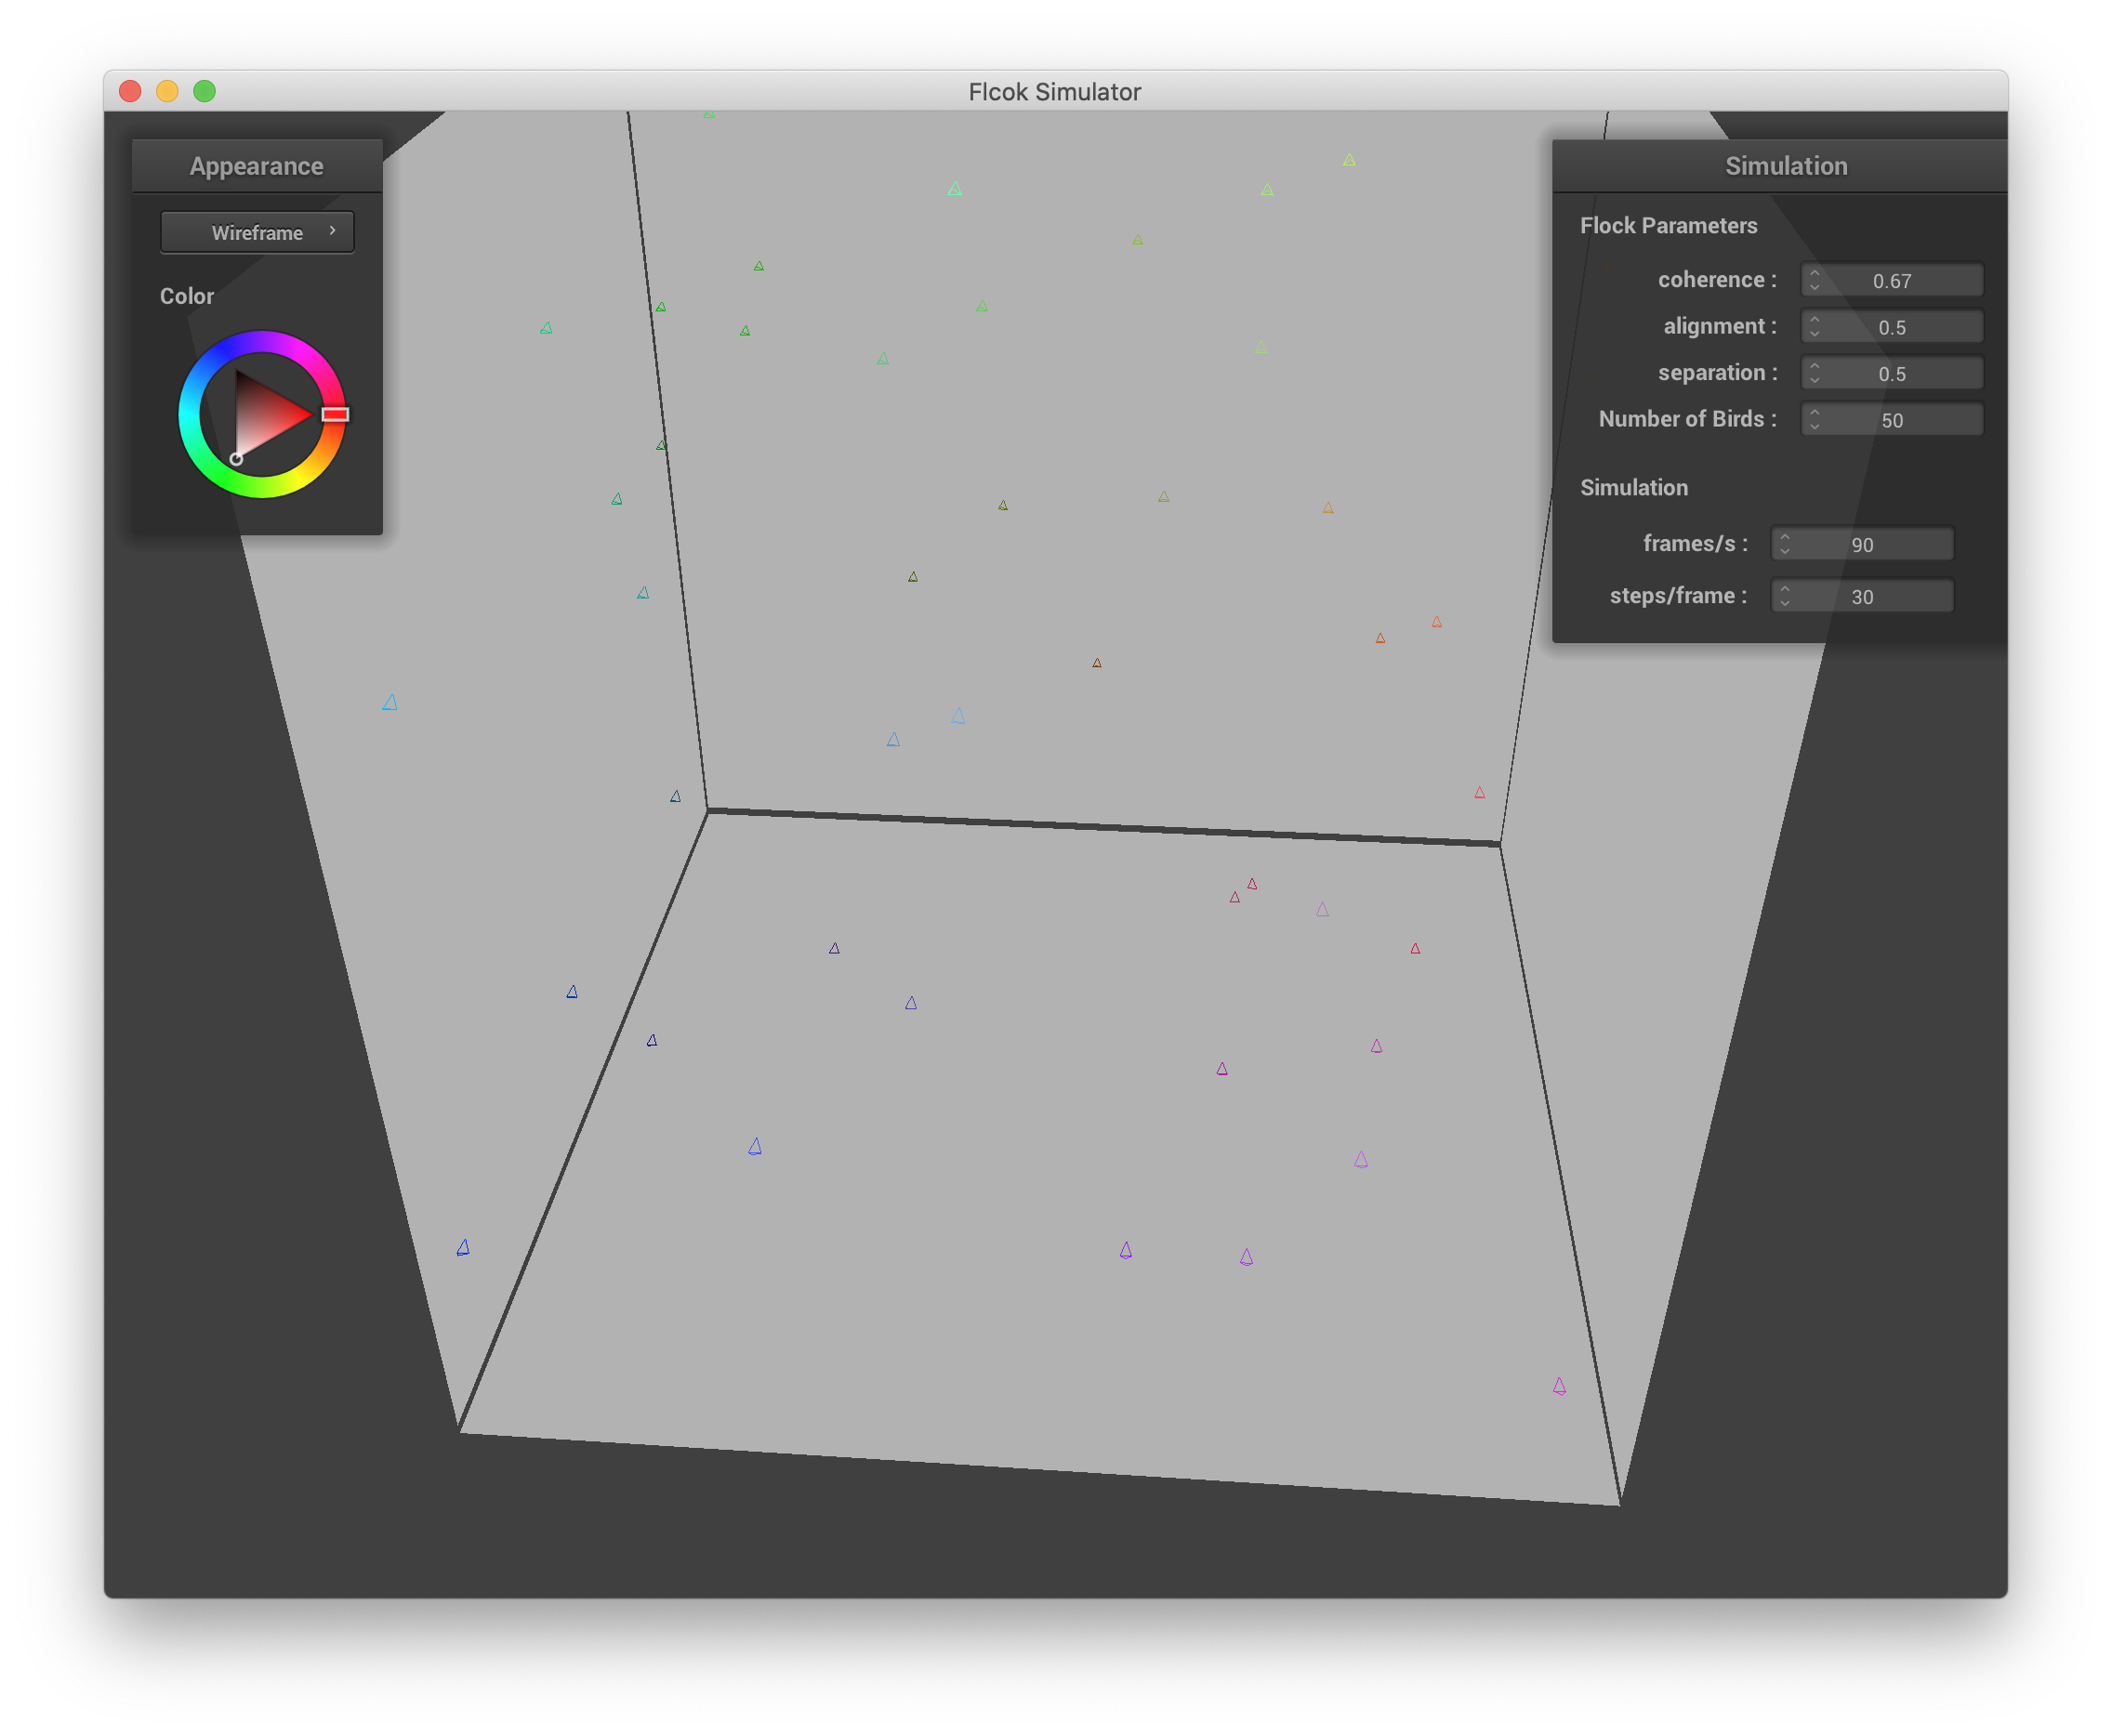 Flcok Simulator
Appearance
Wireframe
Color
Simulation
Flock Parameters
coherence : 0.67
alignment : 0.5
separation : 0.5
Number of Birds : 50
Simulation
frames/s : 90
steps/frame : 30